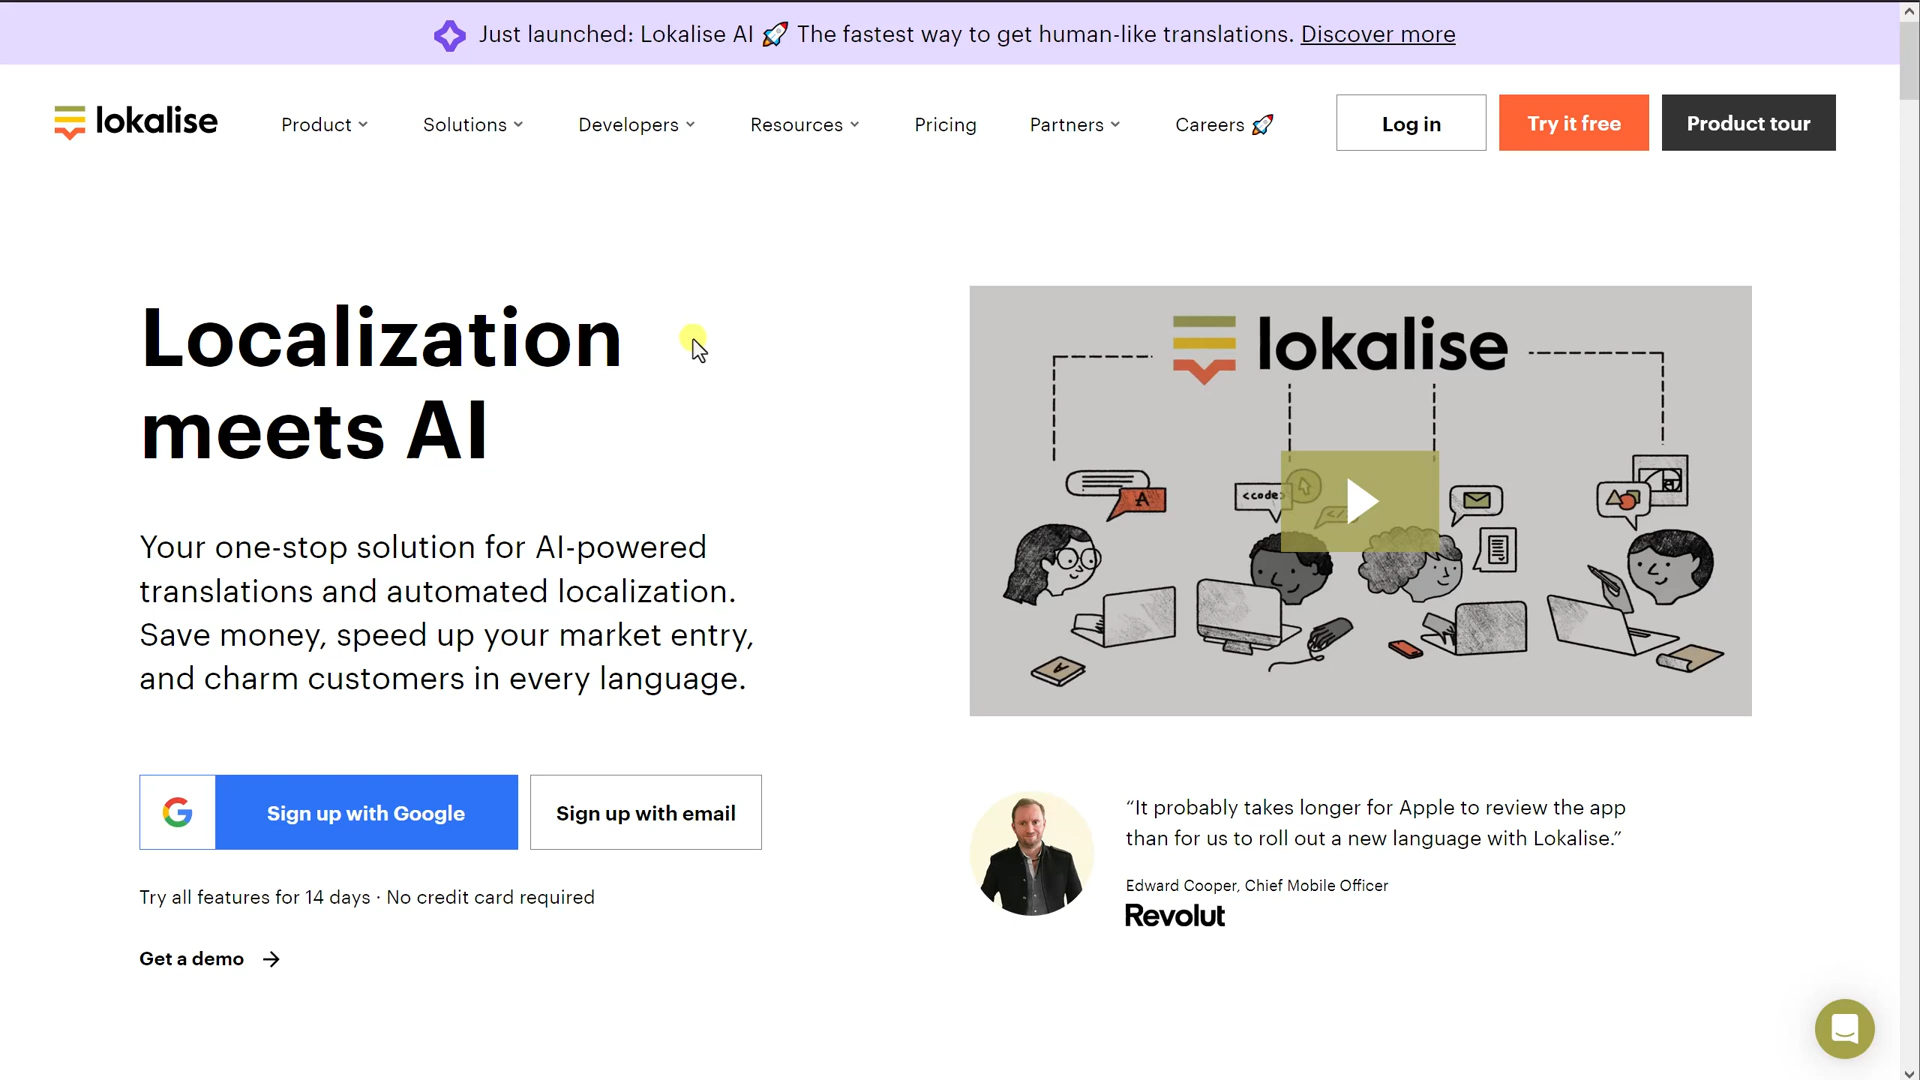 Just launched: Lokalise AI 🚀 The fastest way to get human-like translations. Discover more
lokalise
Product
Solutions
Developers
Resources
Pricing
Partners
Careers 🚀
Log in
Try it free
Product tour
Localization
meets AI
Your one-stop solution for AI-powered
translations and automated localization.
Save money, speed up your market entry,
and charm customers in every language.
Sign up with Google
Sign up with email
Try all features for 14 days · No credit card required
Get a demo →
lokalise
A
<code>
</>
A
“It probably takes longer for Apple to review the app
than for us to roll out a new language with Lokalise.”
Edward Cooper, Chief Mobile Officer
Revolut